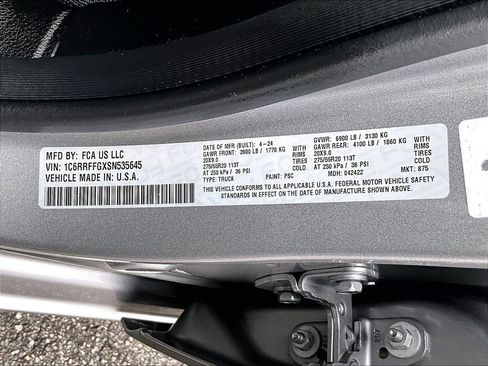 MFD BY: FCA US LLC
VIN: 1C6RRFFGXSN535645
VEHICLE MADE IN U.S.A.
DATE OF MFR (BUILT): 4-24 GVWR: 6900 LB / 3130 KG
GAWR FRONT: 3900 LB / 1770 KG WITH GAWR REAR: 4100 LB / 1860 KG WITH
20X9.0 RIMS 20X9.0 RIMS
275/55R20 113T TIRES 275/55R20 113T TIRES
AT 250 kPa / 36 PSI COLD AT 250 kPa / 36 PSI COLD
TYPE: TRUCK PAINT: PSC MDH: 042422 MKT: 875
THIS VEHICLE CONFORMS TO ALL APPLICABLE U.S.A. FEDERAL MOTOR VEHICLE SAFETY
STANDARDS IN EFFECT ON THE DATE OF MANUFACTURE SHOWN ABOVE.